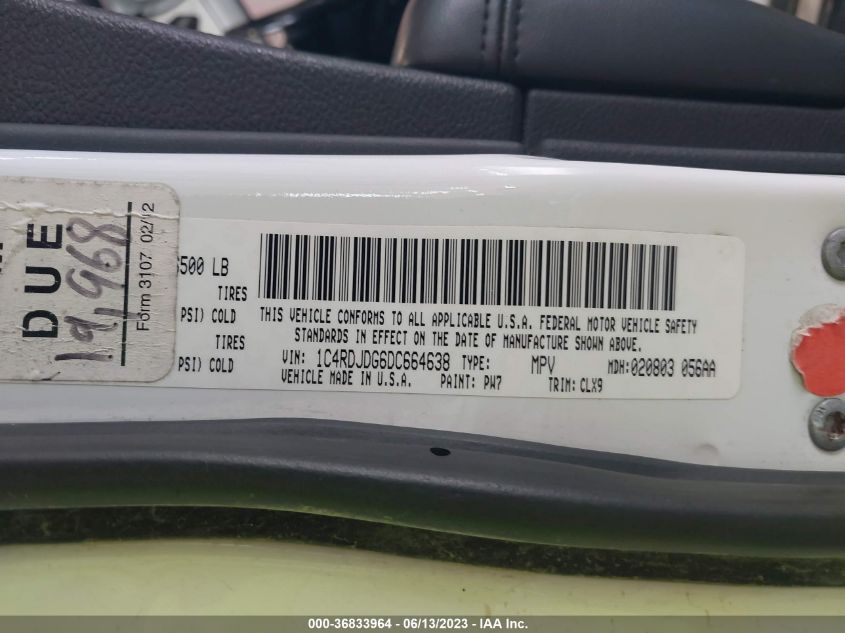 DUE
19,968
Form 3107 02/12
500 LB
TIRES
PSI) COLD
TIRES
PSI) COLD
THIS VEHICLE CONFORMS TO ALL APPLICABLE U.S.A. FEDERAL MOTOR VEHICLE SAFETY
STANDARDS IN EFFECT ON THE DATE OF MANUFACTURE SHOWN ABOVE.
VIN: 1C4RDJDG6DC664638 TYPE: MPV MDH:020803 056AA
VEHICLE MADE IN U.S.A. PAINT: PW7 TRIM: CLX9
000-36833964 - 06/13/2023 - IAA Inc.